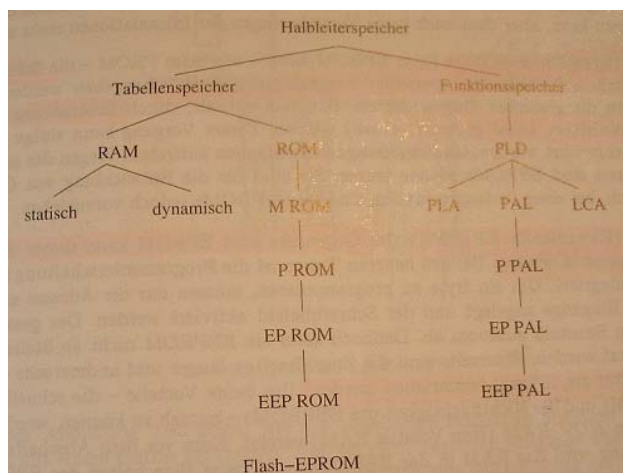 Halbleiterspeicher
Tabellenspeicher Funktionsspeicher
RAM ROM PLD
statisch dynamisch M ROM PLA PAL LCA
P ROM P PAL
EP ROM EP PAL
EEP ROM EEP PAL
Flash-EPROM